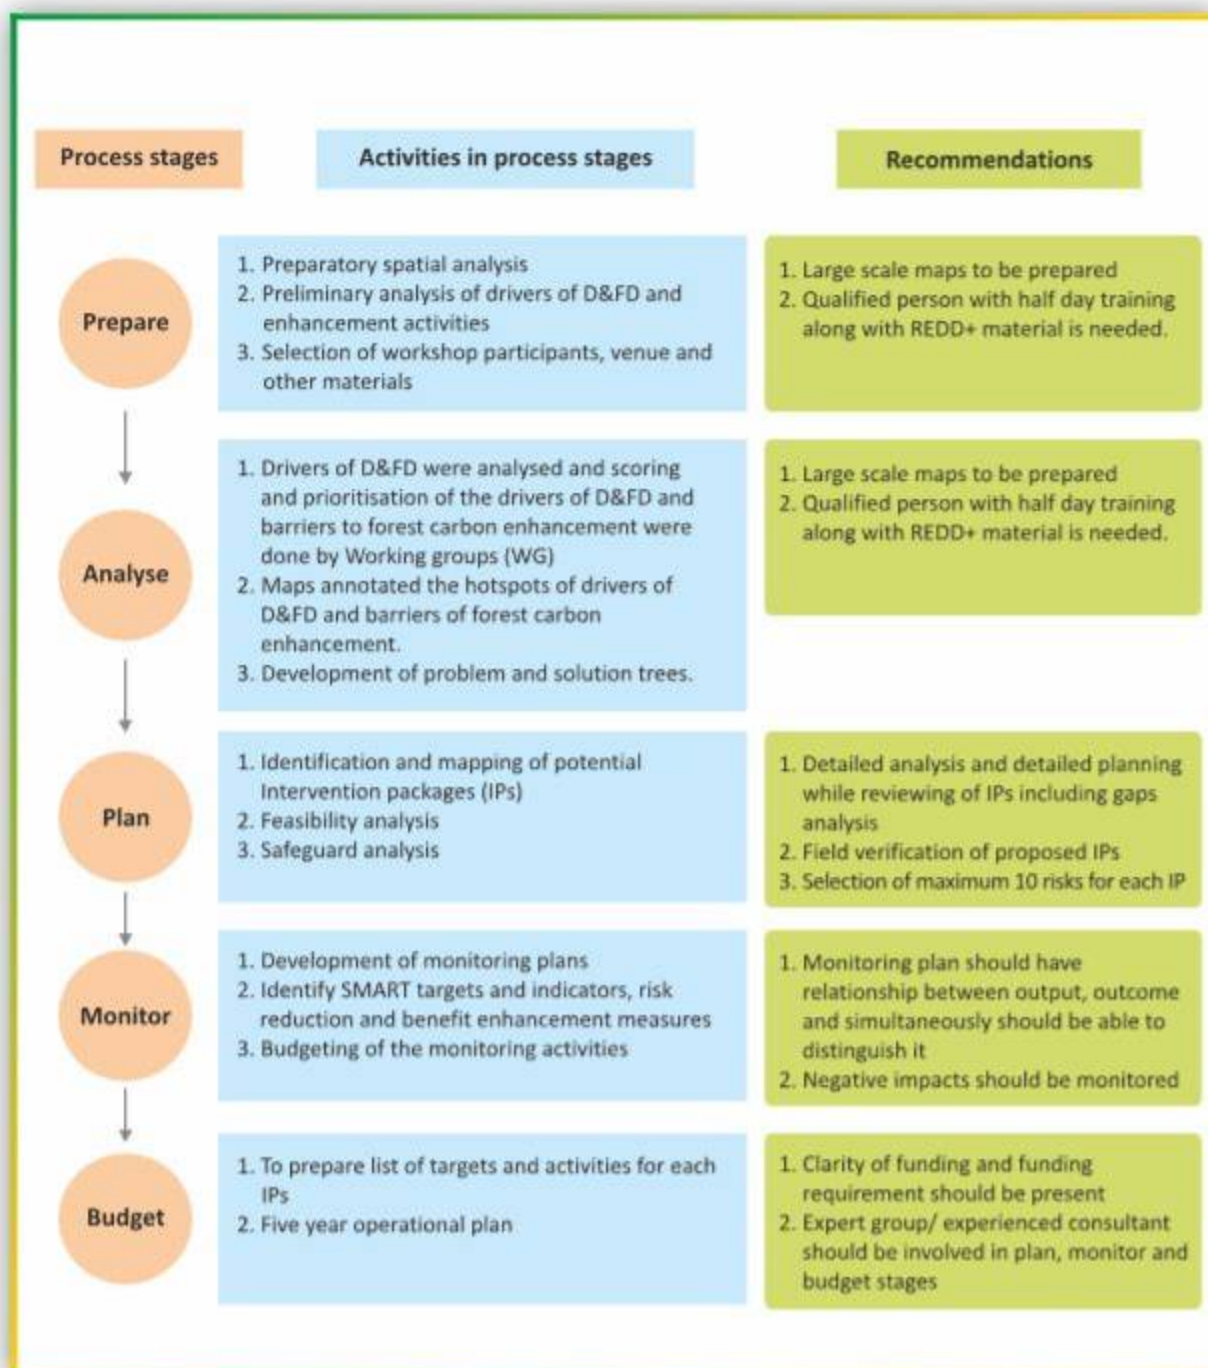 Process stages
Activities in process stages
Recommendations
Prepare
1. Preparatory spatial analysis
2. Preliminary analysis of drivers of D&FD and
enhancement activities
3. Selection of workshop participants, venue and
other materials
1. Large scale maps to be prepared
2. Qualified person with half day training
along with REDD+ material is needed.
Analyse
1. Drivers of D&FD were analysed and scoring
and prioritisation of the drivers of D&FD and
barriers to forest carbon enhancement were
done by Working groups (WG)
2. Maps annotated the hotspots of drivers of
D&FD and barriers of forest carbon
enhancement.
3. Development of problem and solution trees.
1. Large scale maps to be prepared
2. Qualified person with half day training
along with REDD+ material is needed.
Plan
1. Identification and mapping of potential
Intervention packages (IPs)
2. Feasibility analysis
3. Safeguard analysis
1. Detailed analysis and detailed planning
while reviewing of IPs including gaps
analysis
2. Field verification of proposed IPs
3. Selection of maximum 10 risks for each IP
Monitor
1. Development of monitoring plans
2. Identify SMART targets and indicators, risk
reduction and benefit enhancement measures
3. Budgeting of the monitoring activities
1. Monitoring plan should have
relationship between output, outcome
and simultaneously should be able to
distinguish it
2. Negative impacts should be monitored
Budget
1. To prepare list of targets and activities for each
IPs
2. Five year operational plan
1. Clarity of funding and funding
requirement should be present
2. Expert group/ experienced consultant
should be involved in plan, monitor and
budget stages